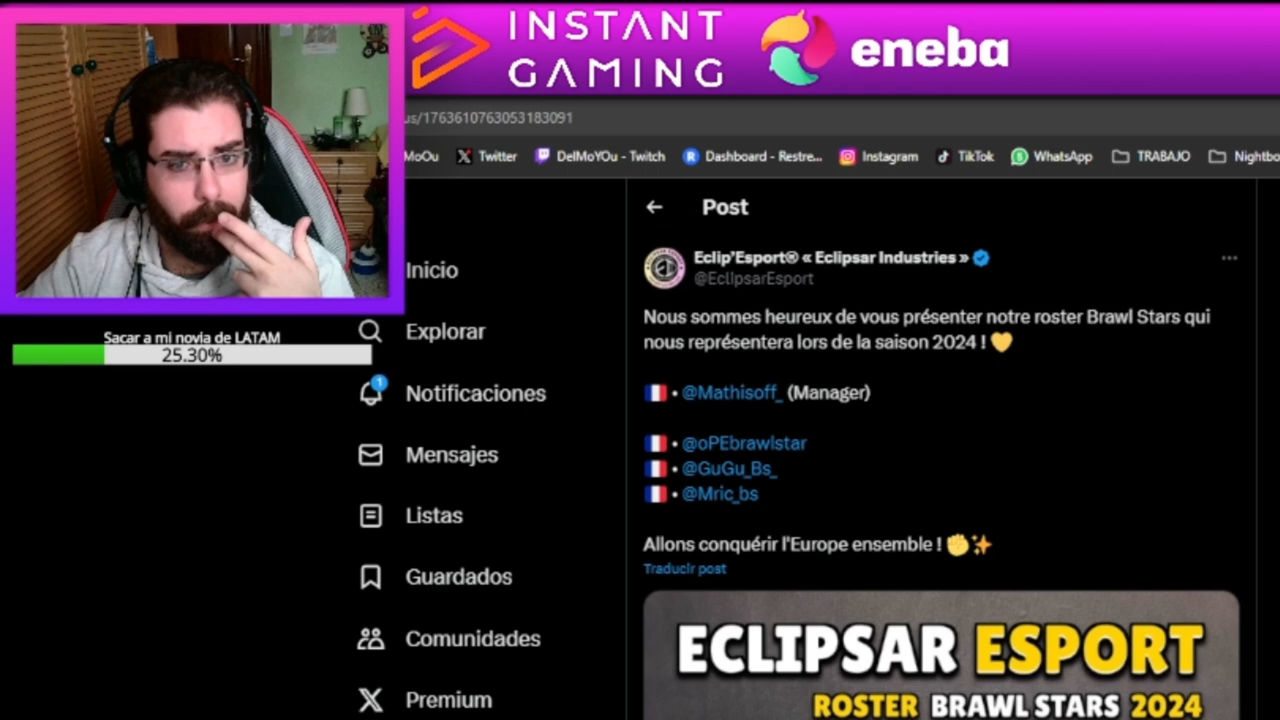 INSTANT
GAMING
eneba
us/1763610763053183091
MoOu
Twitter
DelMoYOu - Twitch
Dashboard - Restre...
Instagram
TikTok
WhatsApp
TRABAJO
Nightbo
Sacar a mi novia de LATAM
25.30%
Inicio
Explorar
1
Notificaciones
Mensajes
Listas
Guardados
Comunidades
Premium
Post
Eclip'Esport® « Eclipsar Industries »
@EclipsarEsport
Nous sommes heureux de vous présenter notre roster Brawl Stars qui
nous représentera lors de la saison 2024 ! 💛
🇫🇷 • @Mathisoff_ (Manager)
🇫🇷 • @oPEbrawlstar
🇫🇷 • @GuGu_Bs_
🇫🇷 • @Mric_bs
Allons conquérir l'Europe ensemble ! ✊✨
Traducir post
ECLIPSAR ESPORT
ROSTER BRAWL STARS 2024